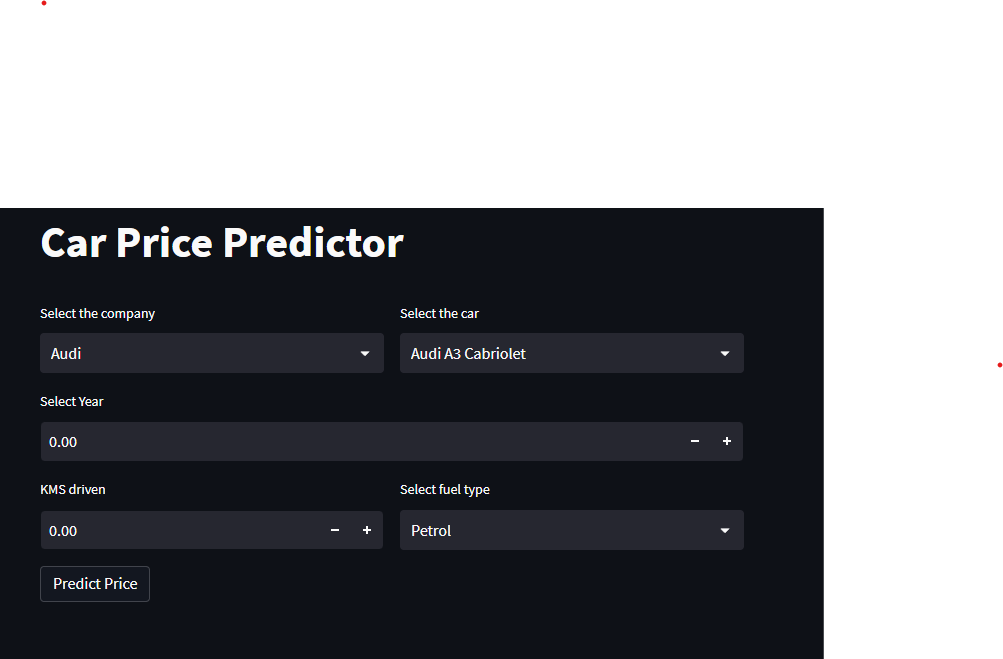 Car Price Predictor
Select the company
Select the car
Audi
Audi A3 Cabriolet
Select Year
0.00
KMS driven
Select fuel type
0.00
Petrol
Predict Price